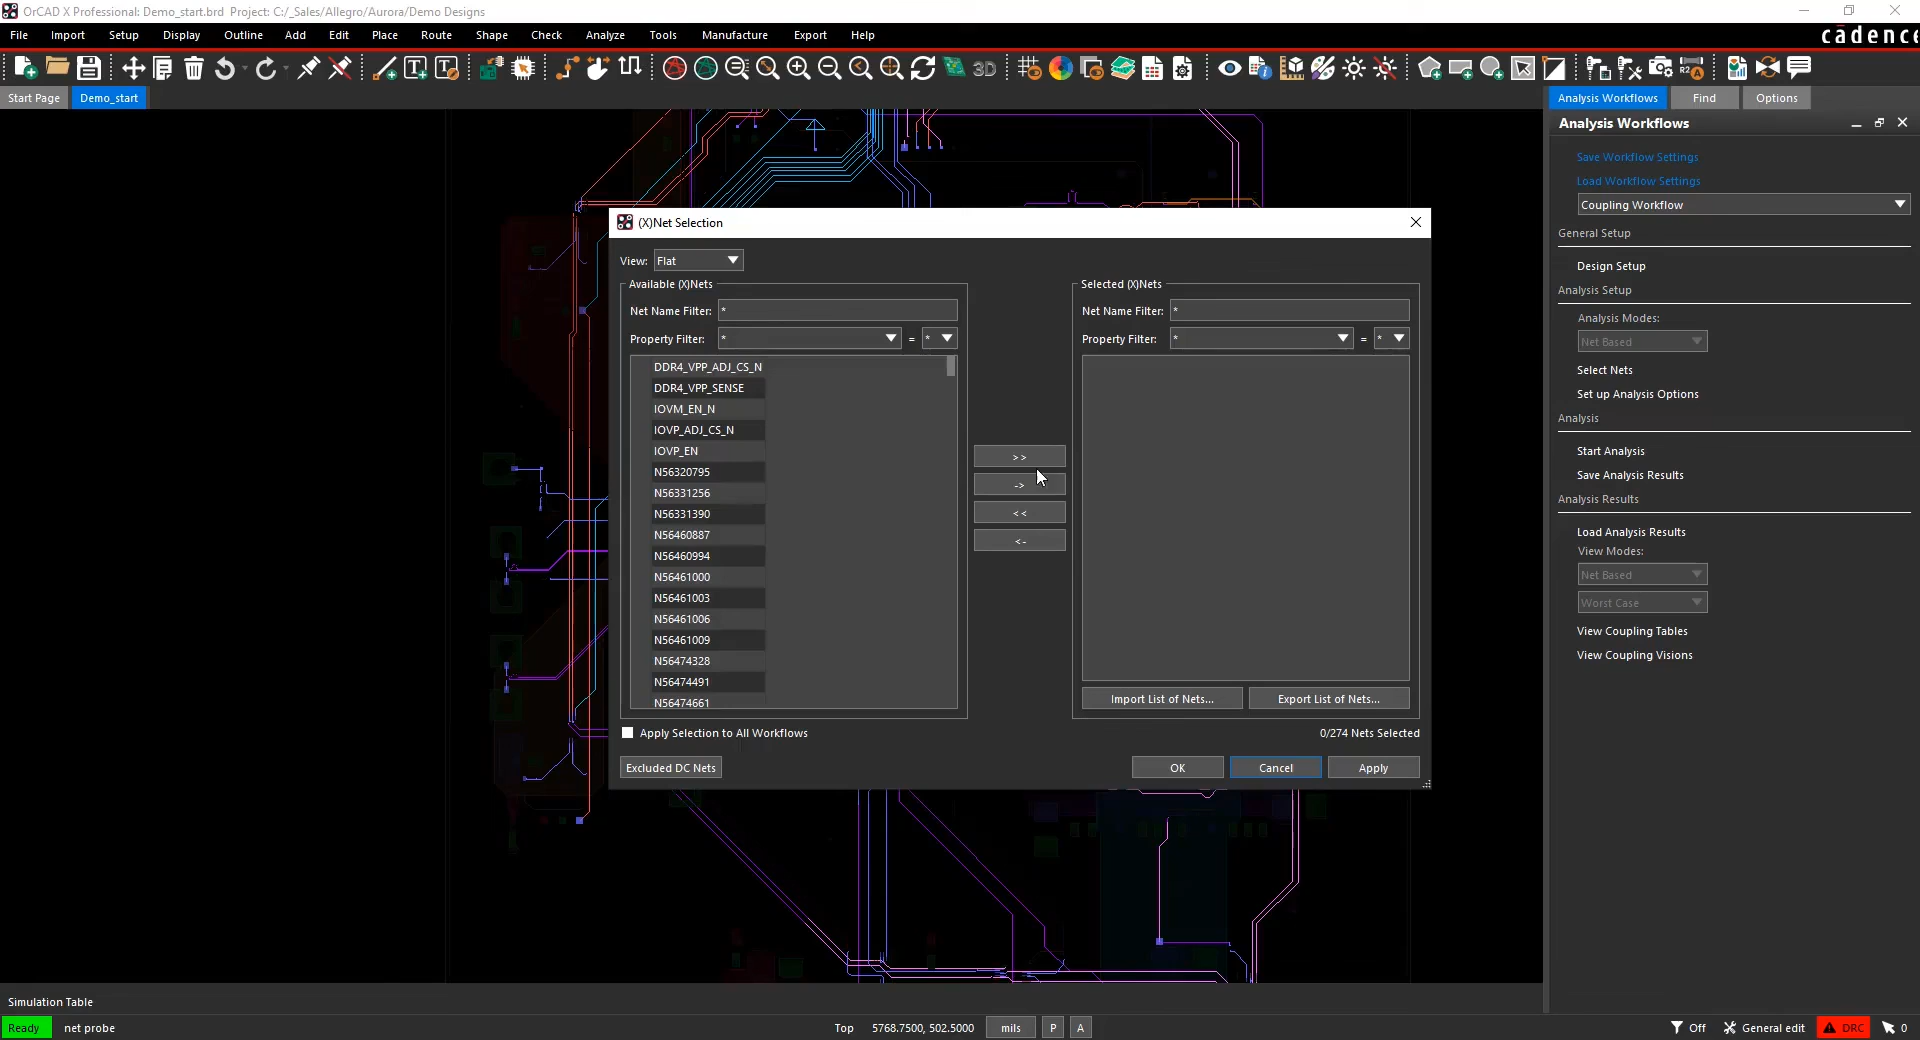 OrCAD X Professional: Demo_start.brd  Project: C:/_Sales/Allegro/Aurora/Demo Designs
File Import Setup Display Outline Add Edit Place Route Shape Check Analyze Tools Manufacture Export Help
cādence
3D
R2
Start Page Demo_start
Analysis Workflows Find Options
Analysis Workflows
Save Workflow Settings
Load Workflow Settings
Coupling Workflow
General Setup
Design Setup
Analysis Setup
Analysis Modes:
Net Based
Select Nets
Set up Analysis Options
Analysis
Start Analysis
Save Analysis Results
Analysis Results
Load Analysis Results
View Modes:
Net Based
Worst Case
View Coupling Tables
View Coupling Visions
(X)Net Selection
View: Flat
Available (X)Nets
Net Name Filter: *
Property Filter: * = *
DDR4_VPP_ADJ_CS_N
DDR4_VPP_SENSE
IOVM_EN_N
IOVP_ADJ_CS_N
IOVP_EN
N56320795
N56331256
N56331390
N56460887
N56460994
N56461000
N56461003
N56461006
N56461009
N56474328
N56474491
N56474661
>>
->
<<
<-
Selected (X)Nets
Net Name Filter: *
Property Filter: * = *
Import List of Nets... Export List of Nets...
Apply Selection to All Workflows
0/274 Nets Selected
Excluded DC Nets
OK Cancel Apply
Simulation Table
Ready net probe Top 5768.7500, 502.5000 mils P A Off General edit DRC 0